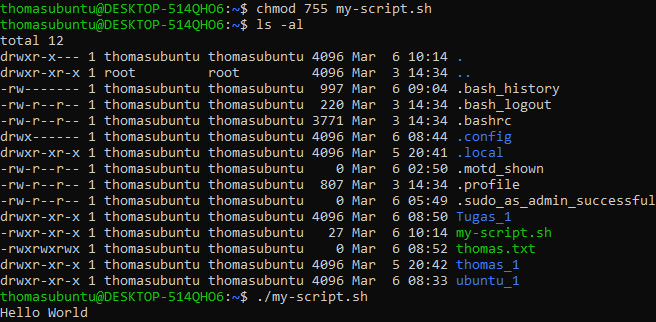 thomasubuntu@DESKTOP-514QHO6:~$ chmod 755 my-script.sh
thomasubuntu@DESKTOP-514QHO6:~$ ls -al
total 12
drwxr-x--- 1 thomasubuntu thomasubuntu 4096 Mar  6 10:14 .
drwxr-xr-x 1 root         root         4096 Mar  3 14:34 ..
-rw------- 1 thomasubuntu thomasubuntu  997 Mar  6 09:04 .bash_history
-rw-r--r-- 1 thomasubuntu thomasubuntu  220 Mar  3 14:34 .bash_logout
-rw-r--r-- 1 thomasubuntu thomasubuntu 3771 Mar  3 14:34 .bashrc
drwx------ 1 thomasubuntu thomasubuntu 4096 Mar  6 08:44 .config
drwxr-xr-x 1 thomasubuntu thomasubuntu 4096 Mar  5 20:41 .local
-rw-r--r-- 1 thomasubuntu thomasubuntu    0 Mar  6 02:50 .motd_shown
-rw-r--r-- 1 thomasubuntu thomasubuntu  807 Mar  3 14:34 .profile
-rw-r--r-- 1 thomasubuntu thomasubuntu    0 Mar  6 05:49 .sudo_as_admin_successful
drwxr-xr-x 1 thomasubuntu thomasubuntu 4096 Mar  6 08:50 Tugas_1
-rwxr-xr-x 1 thomasubuntu thomasubuntu   27 Mar  6 10:14 my-script.sh
-rwxrwxrwx 1 thomasubuntu thomasubuntu    0 Mar  6 08:52 thomas.txt
drwxr-xr-x 1 thomasubuntu thomasubuntu 4096 Mar  5 20:42 thomas_1
drwxr-xr-x 1 thomasubuntu thomasubuntu 4096 Mar  6 08:33 ubuntu_1
thomasubuntu@DESKTOP-514QHO6:~$ ./my-script.sh
Hello World